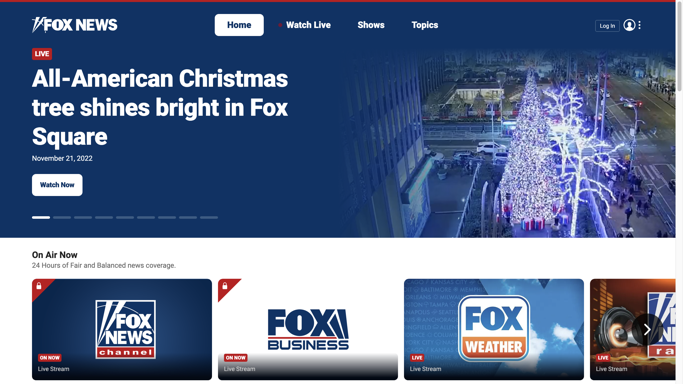 FOX NEWS
Home
Watch Live
Shows
Topics
Log In
LIVE
All-American Christmas
tree shines bright in Fox
Square
November 21, 2022
Watch Now
On Air Now
24 Hours of Fair and Balanced news coverage.
FOX
NEWS
channel
ON NOW
Live Stream
FOX
BUSINESS
ON NOW
Live Stream
FOX
WEATHER
LIVE
Live Stream
LIVE
Live Stream